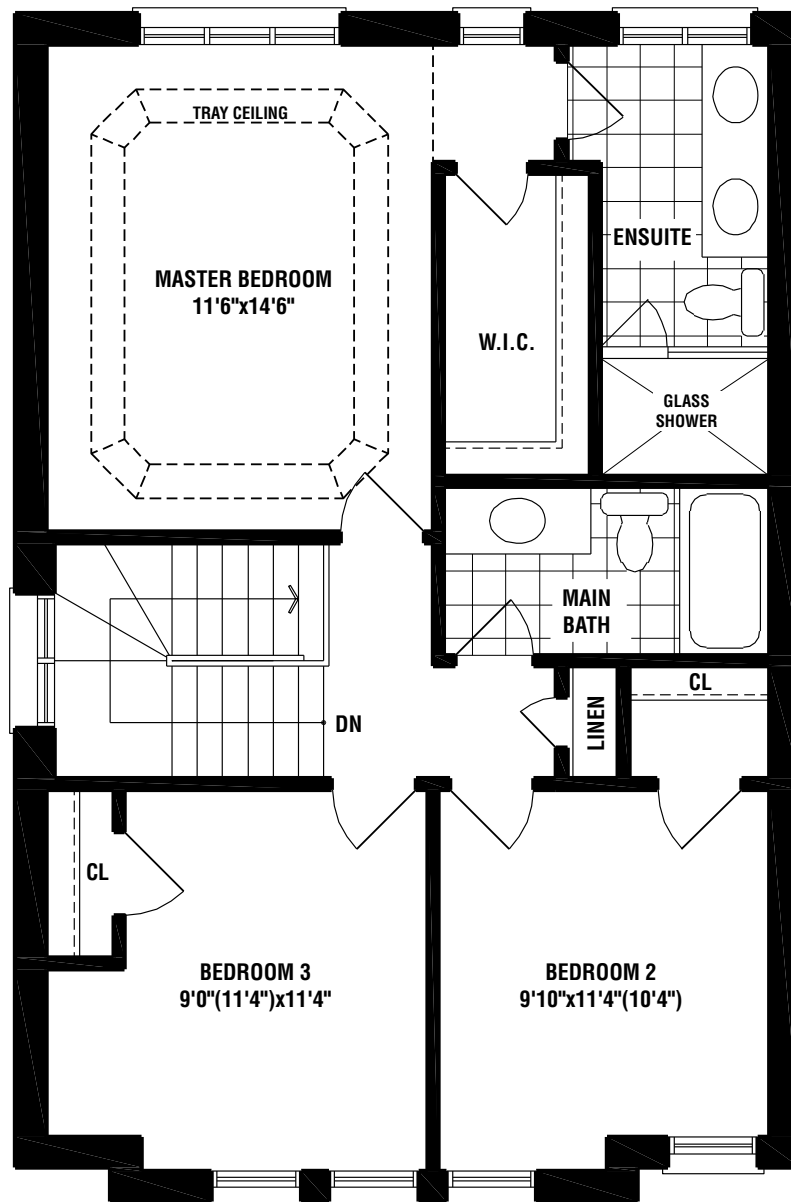 TRAY CEILING
MASTER BEDROOM
11'6"x14'6"
ENSUITE
W.I.C.
GLASS
SHOWER
MAIN
BATH
CL
LINEN
DN
CL
BEDROOM 3
9'0"(11'4")x11'4"
BEDROOM 2
9'10"x11'4"(10'4")